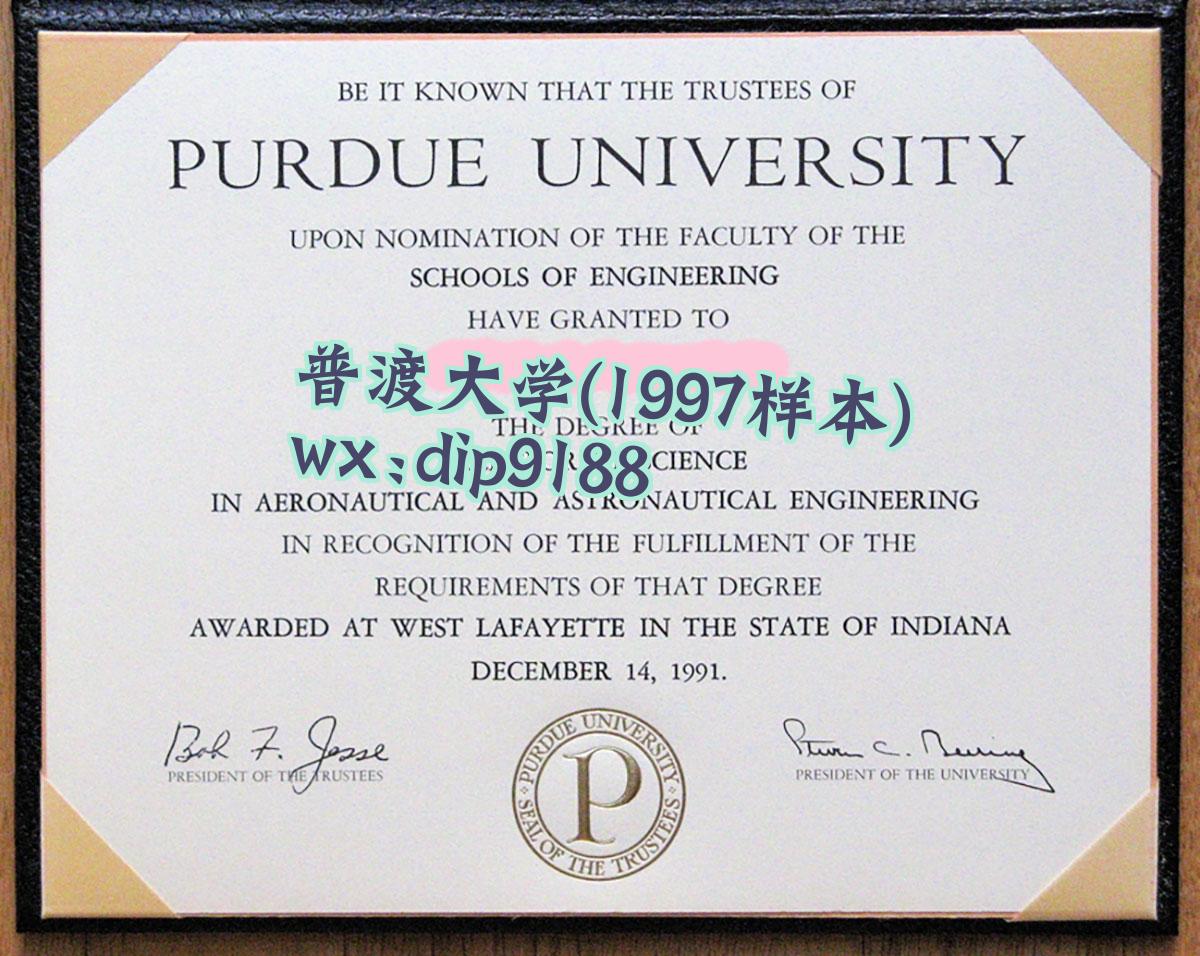 BE IT KNOWN THAT THE TRUSTEES OF
PURDUE UNIVERSITY
UPON NOMINATION OF THE FACULTY OF THE
SCHOOLS OF ENGINEERING
HAVE GRANTED TO
普渡大学(1997样本)
THE DEGREE OF
wx:dip9188
SCIENCE
IN AERONAUTICAL AND ASTRONAUTICAL ENGINEERING
IN RECOGNITION OF THE FULFILLMENT OF THE
REQUIREMENTS OF THAT DEGREE
AWARDED AT WEST LAFAYETTE IN THE STATE OF INDIANA
DECEMBER 14, 1991.
Bob F. Jesse
PRESIDENT OF THE TRUSTEES
PURDUE UNIVERSITY
SEAL OF THE TRUSTEES
P
Steven C. Beering
PRESIDENT OF THE UNIVERSITY